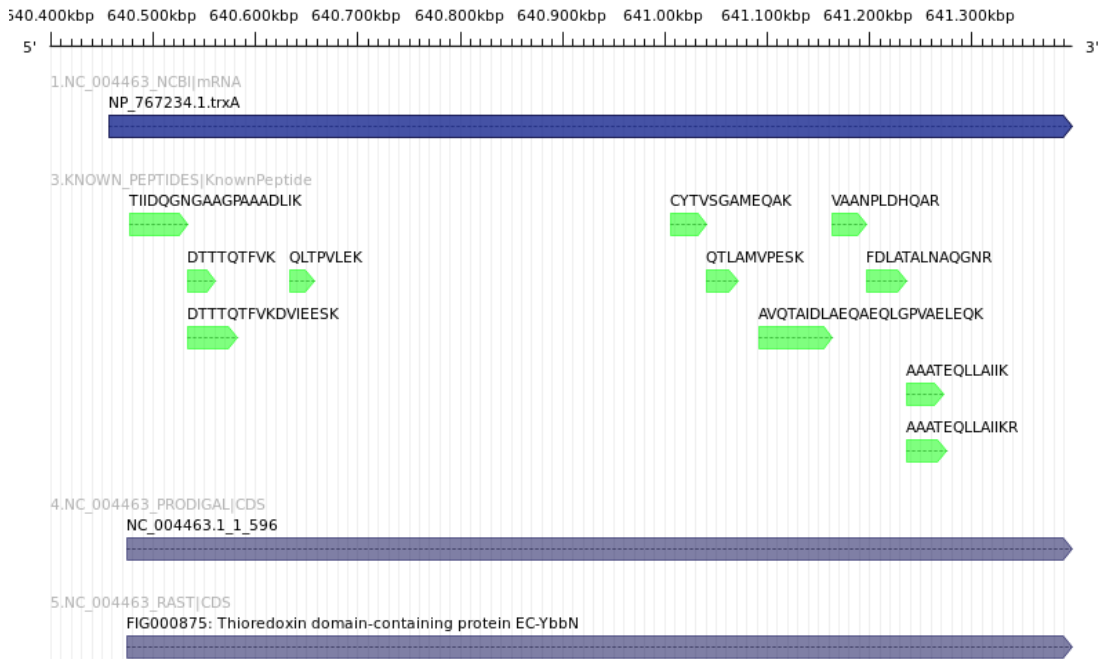 640.400kbp 640.500kbp 640.600kbp 640.700kbp 640.800kbp 640.900kbp 641.00kbp 641.100kbp 641.200kbp 641.300kbp
5' 3'
1.NC_004463_NCBI|mRNA
NP_767234.1.trxA
3.KNOWN_PEPTIDES|KnownPeptide
TIIDQGNGAAGPAAADLIK CYTVSGAMEQAK VAANPLDHQAR
DTTTQTFVK QLTPVLEK QTLAMVPESK FDLATALNAQGNR
DTTTQTFVKDVIEESK AVQTAIDLAEQAEQLGPVAELEQK
AAATEQLLAIIK
AAATEQLLAIIKR
4.NC_004463_PRODIGAL|CDS
NC_004463.1_1_596
5.NC_004463_RAST|CDS
FIG000875: Thioredoxin domain-containing protein EC-YbbN